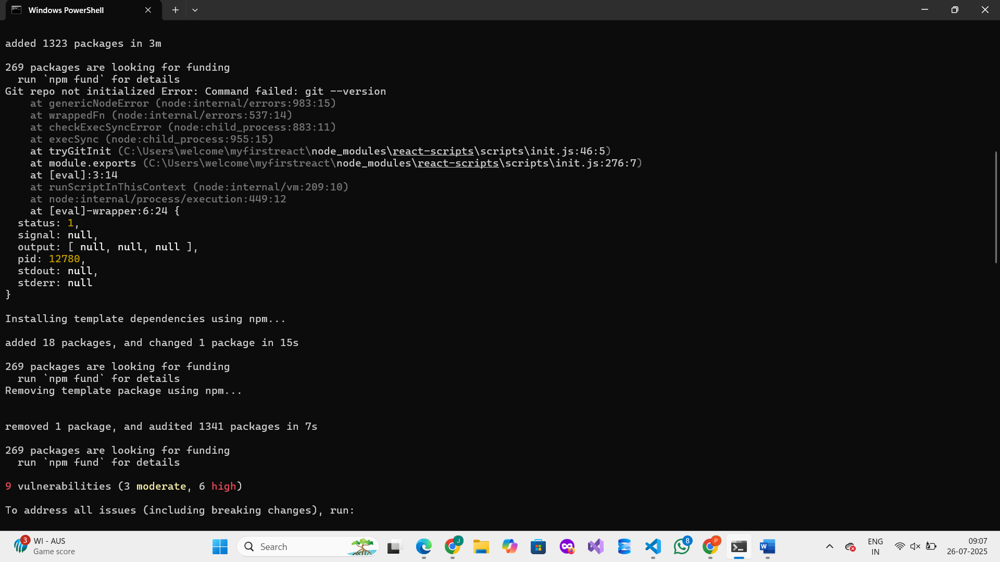 Windows PowerShell
added 1323 packages in 3m
269 packages are looking for funding
  run `npm fund` for details
Git repo not initialized Error: Command failed: git --version
    at genericNodeError (node:internal/errors:983:15)
    at wrappedFn (node:internal/errors:537:14)
    at checkExecSyncError (node:child_process:883:11)
    at execSync (node:child_process:955:15)
    at tryGitInit (C:\Users\welcome\myfirstreact\node_modules\react-scripts\scripts\init.js:46:5)
    at module.exports (C:\Users\welcome\myfirstreact\node_modules\react-scripts\scripts\init.js:276:7)
    at [eval]:3:14
    at runScriptInThisContext (node:internal/vm:209:10)
    at node:internal/process/execution:449:12
    at [eval]-wrapper:6:24 {
  status: 1,
  signal: null,
  output: [ null, null, null ],
  pid: 12780,
  stdout: null,
  stderr: null
}
Installing template dependencies using npm...
added 18 packages, and changed 1 package in 15s
269 packages are looking for funding
  run `npm fund` for details
Removing template package using npm...
removed 1 package, and audited 1341 packages in 7s
269 packages are looking for funding
  run `npm fund` for details
9 vulnerabilities (3 moderate, 6 high)
To address all issues (including breaking changes), run:
3
WI - AUS
Game score
Search
J
8
P
W
ENG
IN
09:07
26-07-2025